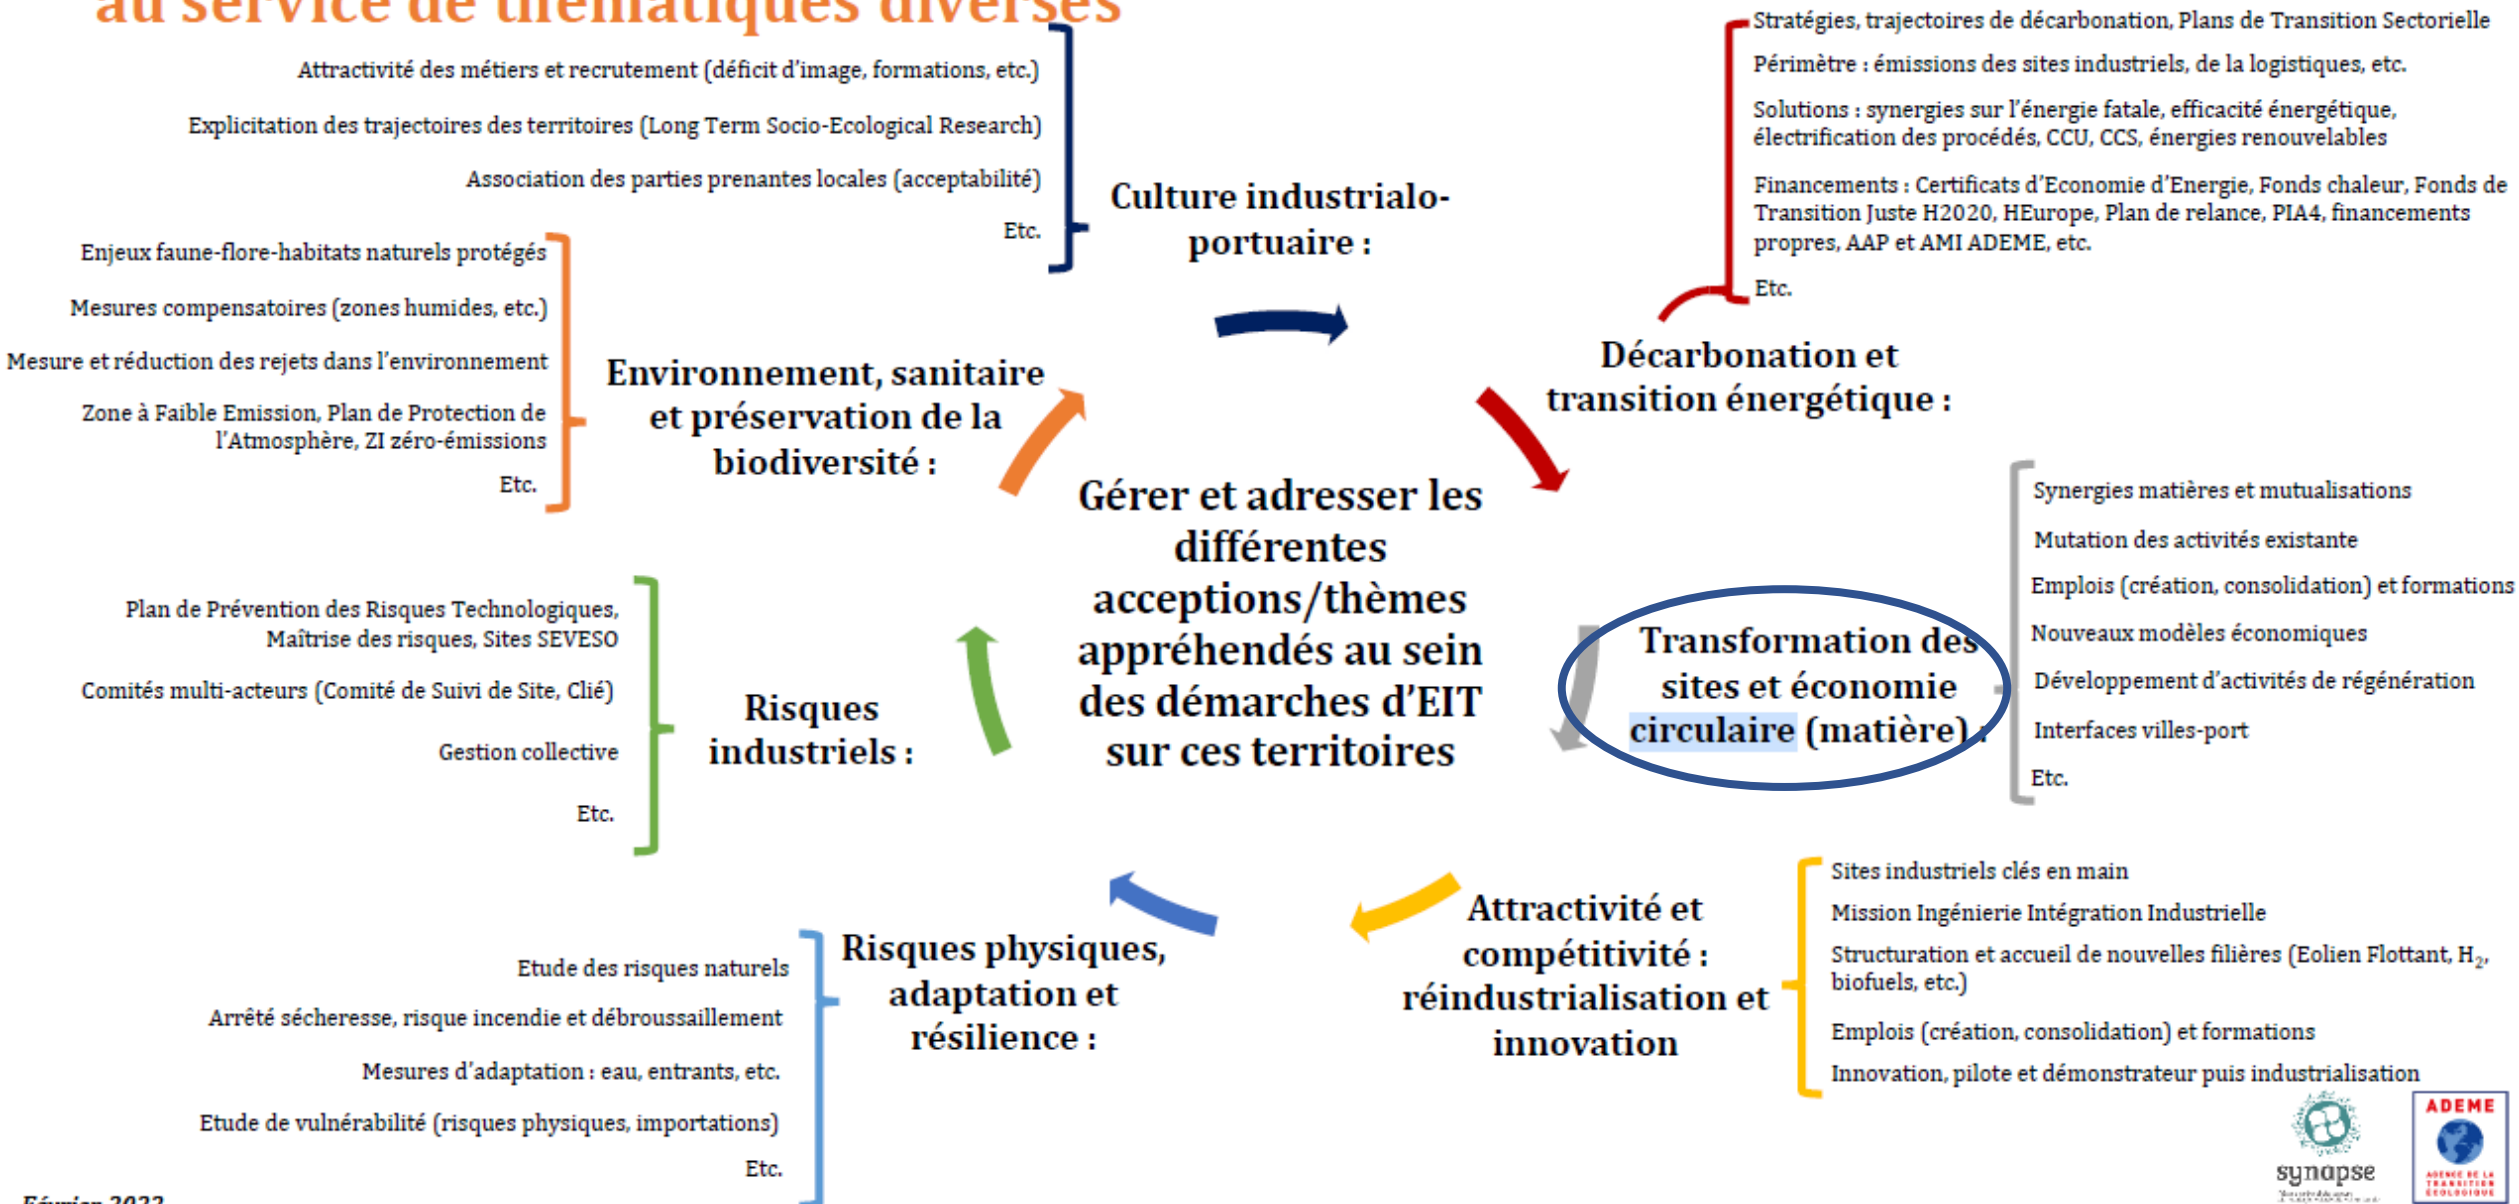 au service de thématiques diverses
Attractivité des métiers et recrutement (déficit d'image, formations, etc.)
Explicitation des trajectoires des territoires (Long Term Socio-Ecological Research)
Association des parties prenantes locales (acceptabilité)
Etc.
Culture industrialo-
portuaire :
Stratégies, trajectoires de décarbonation, Plans de Transition Sectorielle
Périmètre : émissions des sites industriels, de la logistiques, etc.
Solutions : synergies sur l'énergie fatale, efficacité énergétique,
électrification des procédés, CCU, CCS, énergies renouvelables
Financements : Certificats d'Economie d'Energie, Fonds chaleur, Fonds de
Transition Juste H2020, HEurope, Plan de relance, PIA4, financements
propres, AAP et AMI ADEME, etc.
Etc.
Décarbonation et
transition énergétique :
Enjeux faune-flore-habitats naturels protégés
Mesures compensatoires (zones humides, etc.)
Mesure et réduction des rejets dans l'environnement
Zone à Faible Emission, Plan de Protection de
l'Atmosphère, ZI zéro-émissions
Etc.
Environnement, sanitaire
et préservation de la
biodiversité :
Gérer et adresser les
différentes
acceptions/thèmes
appréhendés au sein
des démarches d'EIT
sur ces territoires
Transformation des
sites et économie
circulaire (matière) :
Synergies matières et mutualisations
Mutation des activités existante
Emplois (création, consolidation) et formations
Nouveaux modèles économiques
Développement d'activités de régénération
Interfaces villes-port
Etc.
Plan de Prévention des Risques Technologiques,
Maîtrise des risques, Sites SEVESO
Comités multi-acteurs (Comité de Suivi de Site, Clié)
Gestion collective
Etc.
Risques
industriels :
Attractivité et
compétitivité :
réindustrialisation et
innovation
Sites industriels clés en main
Mission Ingénierie Intégration Industrielle
Structuration et accueil de nouvelles filières (Eolien Flottant, H₂,
biofuels, etc.)
Emplois (création, consolidation) et formations
Innovation, pilote et démonstrateur puis industrialisation
Risques physiques,
adaptation et
résilience :
Etude des risques naturels
Arrêté sécheresse, risque incendie et débroussaillement
Mesures d'adaptation : eau, entrants, etc.
Etude de vulnérabilité (risques physiques, importations)
Etc.
synapse
ADEME
AGENCE DE LA
TRANSITION
ÉCOLOGIQUE
Février 2022